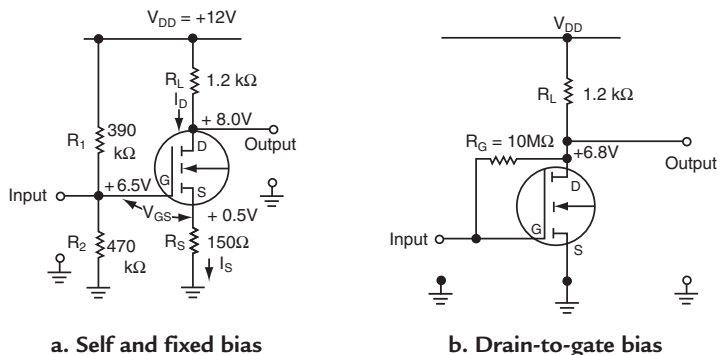 V_DD = +12V
R_L 1.2 kΩ
I_D
+ 8.0V
Output
R_1 390 kΩ
D
G
S
Input
+ 6.5V
V_GS
+ 0.5V
R_2 470 kΩ
R_S 150Ω
I_S
a. Self and fixed bias
V_DD
R_L 1.2 kΩ
R_G = 10MΩ
+6.8V
Output
D
G
S
Input
b. Drain-to-gate bias